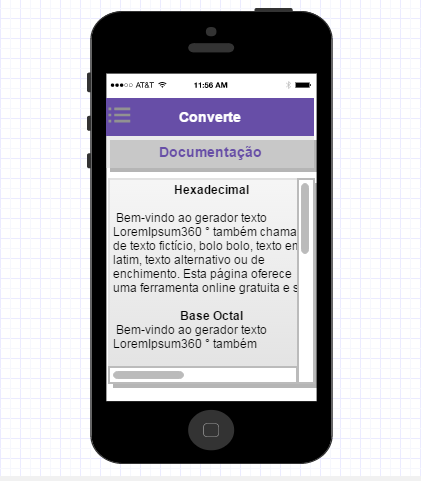 AT&T 11:56 AM
Converte
Documentação
Hexadecimal
Bem-vindo ao gerador texto
LoremIpsum360 ° também chama
de texto fictício, bolo bolo, texto em
latim, texto alternativo ou de
enchimento. Esta página oferece
uma ferramenta online gratuita e s
Base Octal
Bem-vindo ao gerador texto
LoremIpsum360 ° também